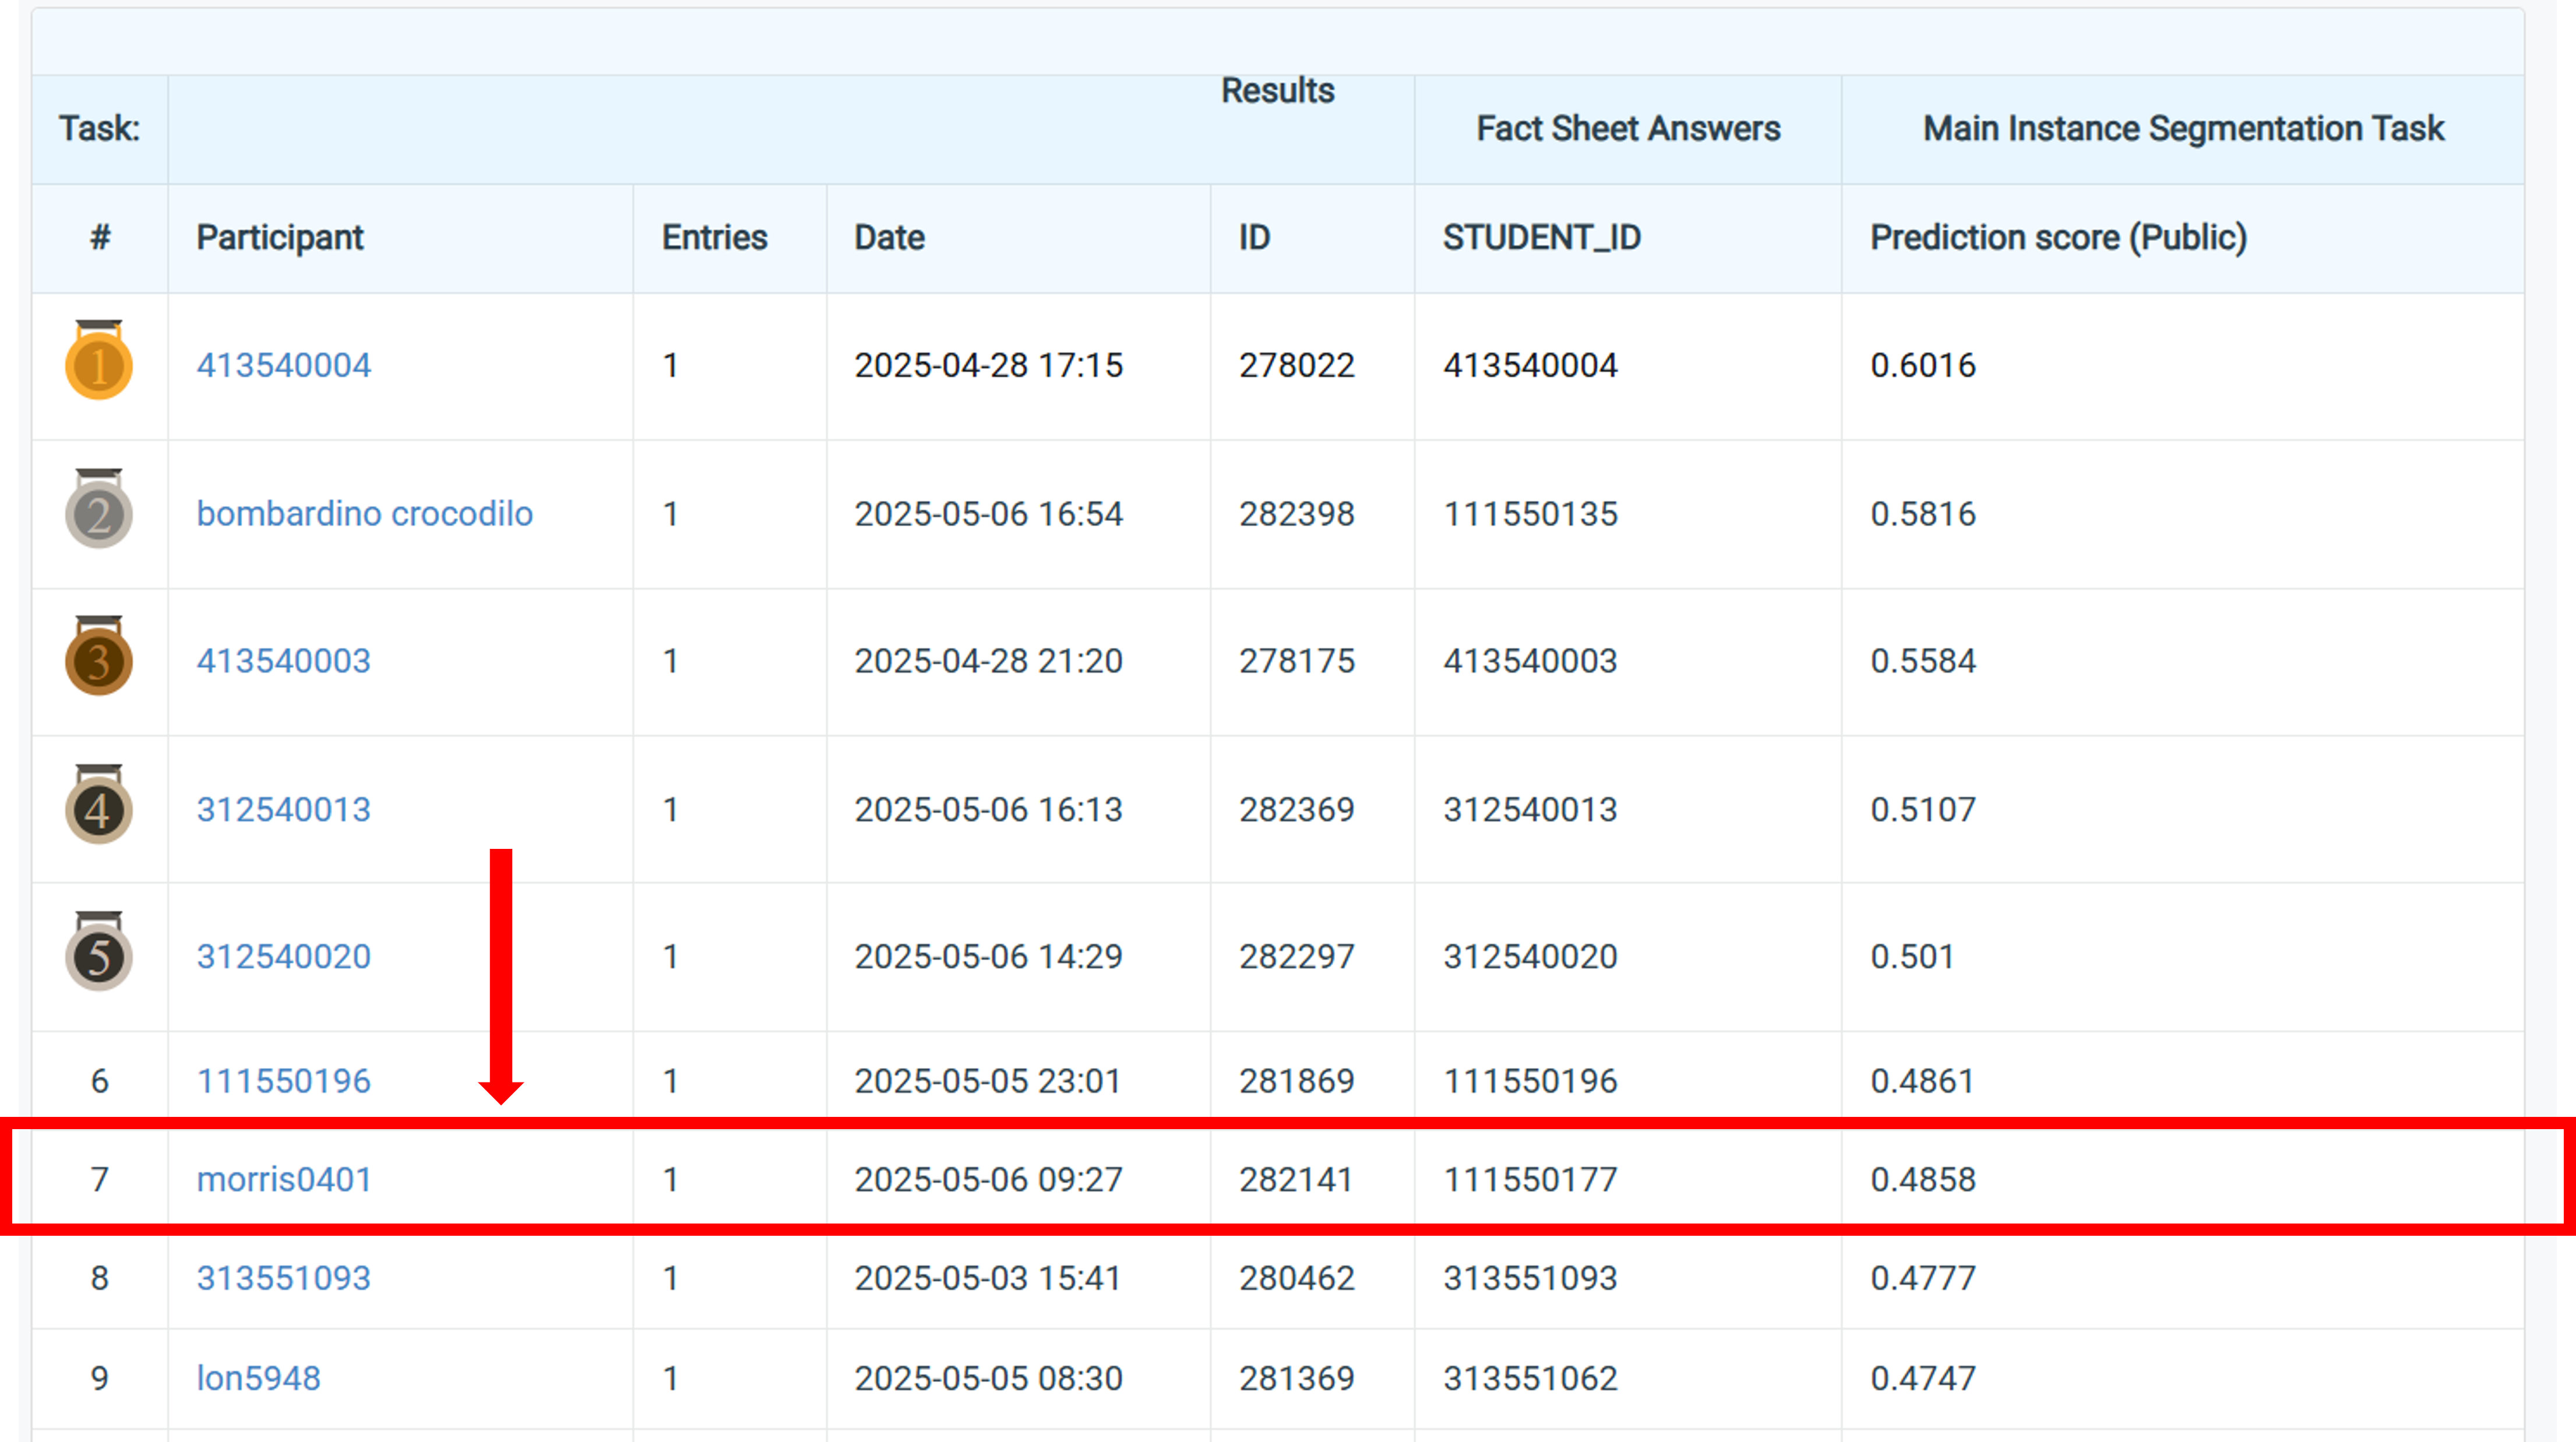 Results
Task: Fact Sheet Answers Main Instance Segmentation Task
# Participant Entries Date ID STUDENT_ID Prediction score (Public)
1 413540004 1 2025-04-28 17:15 278022 413540004 0.6016
2 bombardino crocodilo 1 2025-05-06 16:54 282398 111550135 0.5816
3 413540003 1 2025-04-28 21:20 278175 413540003 0.5584
4 312540013 1 2025-05-06 16:13 282369 312540013 0.5107
5 312540020 1 2025-05-06 14:29 282297 312540020 0.501
6 111550196 1 2025-05-05 23:01 281869 111550196 0.4861
7 morris0401 1 2025-05-06 09:27 282141 111550177 0.4858
8 313551093 1 2025-05-03 15:41 280462 313551093 0.4777
9 lon5948 1 2025-05-05 08:30 281369 313551062 0.4747